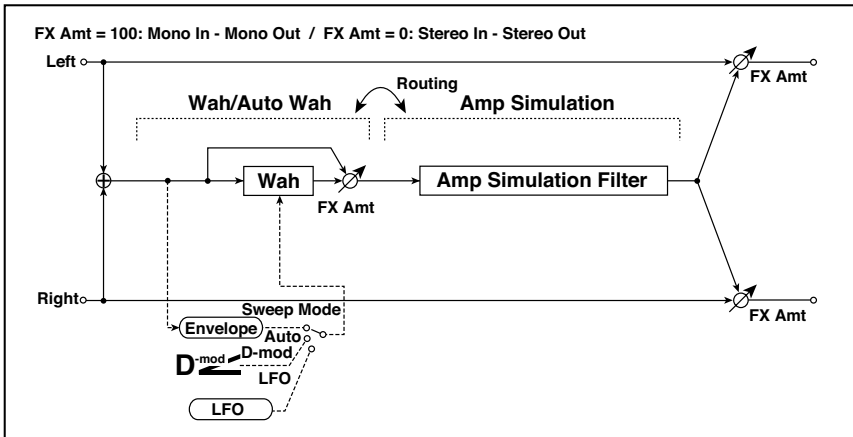 FX Amt = 100: Mono In - Mono Out / FX Amt = 0: Stereo In - Stereo Out
Left
FX Amt
Routing
Wah/Auto Wah
Amp Simulation
Wah
FX Amt
Amp Simulation Filter
Right
FX Amt
Sweep Mode
Envelope
Auto
D-mod
D-mod
LFO
LFO